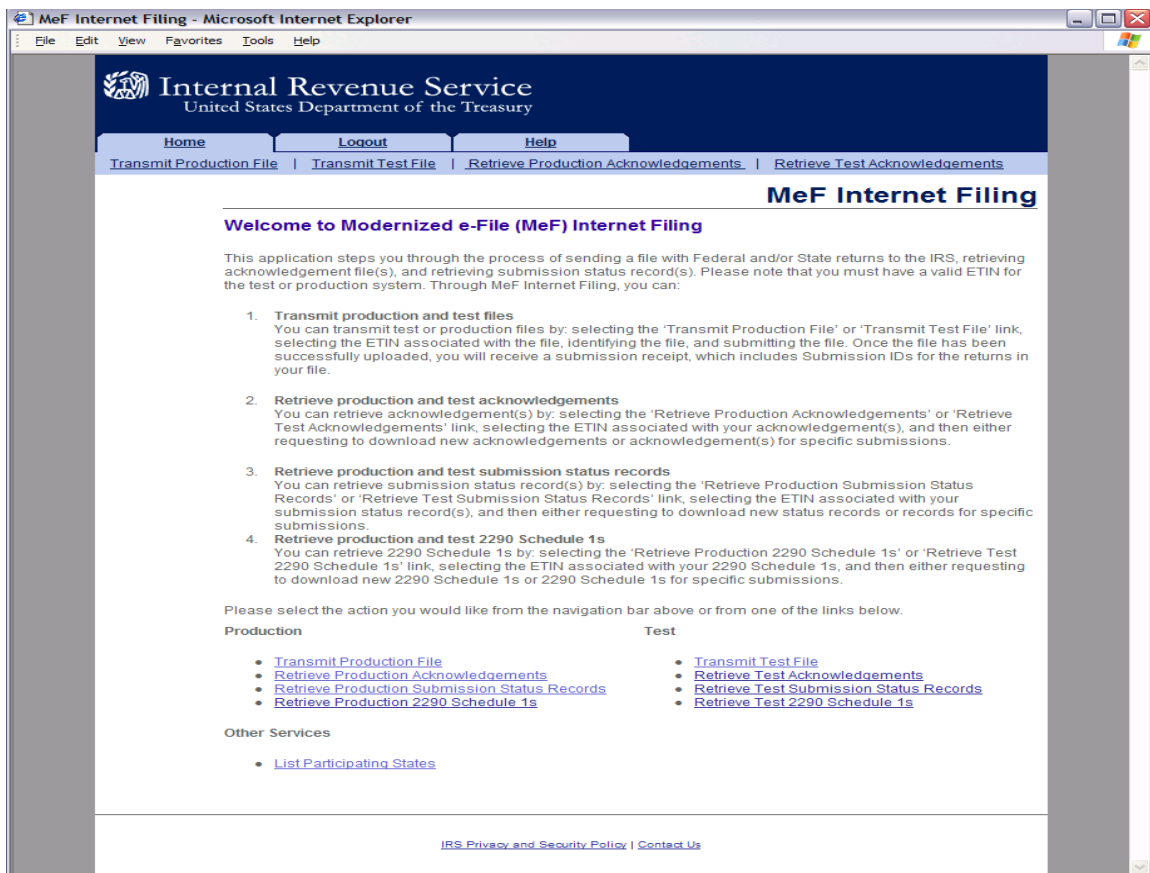 MeF Internet Filing - Microsoft Internet Explorer
File Edit View Favorites Tools Help
Internal Revenue Service
United States Department of the Treasury
Home Logout Help
Transmit Production File | Transmit Test File | Retrieve Production Acknowledgements | Retrieve Test Acknowledgements
MeF Internet Filing
Welcome to Modernized e-File (MeF) Internet Filing
This application steps you through the process of sending a file with Federal and/or State returns to the IRS, retrieving
acknowledgement file(s), and retrieving submission status record(s). Please note that you must have a valid ETIN for
the test or production system. Through MeF Internet Filing, you can:
1. Transmit production and test files
You can transmit test or production files by: selecting the ‘Transmit Production File’ or ‘Transmit Test File’ link,
selecting the ETIN associated with the file, identifying the file, and submitting the file. Once the file has been
successfully uploaded, you will receive a submission receipt, which includes Submission IDs for the returns in
your file.
2. Retrieve production and test acknowledgements
You can retrieve acknowledgement(s) by: selecting the ‘Retrieve Production Acknowledgements’ or ‘Retrieve
Test Acknowledgements’ link, selecting the ETIN associated with your acknowledgement(s), and then either
requesting to download new acknowledgements or acknowledgement(s) for specific submissions.
3. Retrieve production and test submission status records
You can retrieve submission status record(s) by: selecting the ‘Retrieve Production Submission Status
Records’ or ‘Retrieve Test Submission Status Records’ link, selecting the ETIN associated with your
submission status record(s), and then either requesting to download new status records or records for specific
submissions.
4. Retrieve production and test 2290 Schedule 1s
You can retrieve 2290 Schedule 1s by: selecting the ‘Retrieve Production 2290 Schedule 1s’ or ‘Retrieve Test
2290 Schedule 1s’ link, selecting the ETIN associated with your 2290 Schedule 1s, and then either requesting
to download new 2290 Schedule 1s or 2290 Schedule 1s for specific submissions.
Please select the action you would like from the navigation bar above or from one of the links below.
Production Test
• Transmit Production File • Transmit Test File
• Retrieve Production Acknowledgements • Retrieve Test Acknowledgements
• Retrieve Production Submission Status Records • Retrieve Test Submission Status Records
• Retrieve Production 2290 Schedule 1s • Retrieve Test 2290 Schedule 1s
Other Services
• List Participating States
IRS Privacy and Security Policy | Contact Us